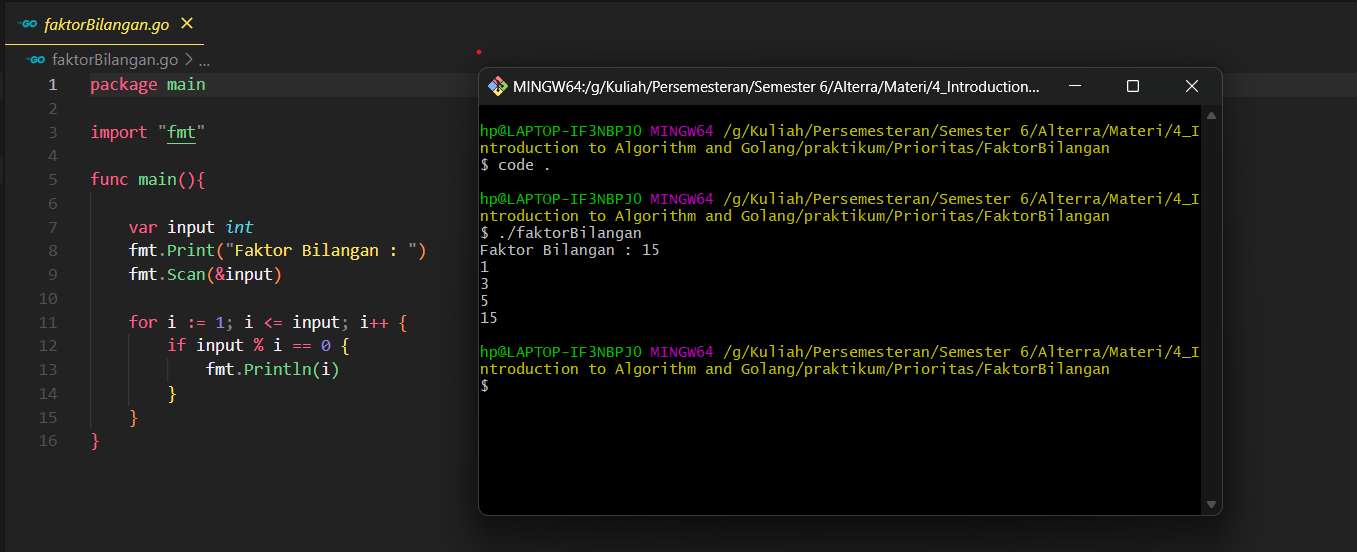 GO faktorBilangan.go ×
GO faktorBilangan.go > ...
1 package main
2
3 import "fmt"
4
5 func main(){
6
7 var input int
8 fmt.Print("Faktor Bilangan : ")
9 fmt.Scan(&input)
10
11 for i := 1; i <= input; i++ {
12 if input % i == 0 {
13 fmt.Println(i)
14 }
15 }
16 }
MINGW64:/g/Kuliah/Persemesteran/Semester 6/Alterra/Materi/4_Introduction...
hp@LAPTOP-IF3NBPJO MINGW64 /g/Kuliah/Persemesteran/Semester 6/Alterra/Materi/4_I
ntroduction to Algorithm and Golang/praktikum/Prioritas/FaktorBilangan
$ code .
hp@LAPTOP-IF3NBPJO MINGW64 /g/Kuliah/Persemesteran/Semester 6/Alterra/Materi/4_I
ntroduction to Algorithm and Golang/praktikum/Prioritas/FaktorBilangan
$ ./faktorBilangan
Faktor Bilangan : 15
1
3
5
15
hp@LAPTOP-IF3NBPJO MINGW64 /g/Kuliah/Persemesteran/Semester 6/Alterra/Materi/4_I
ntroduction to Algorithm and Golang/praktikum/Prioritas/FaktorBilangan
$